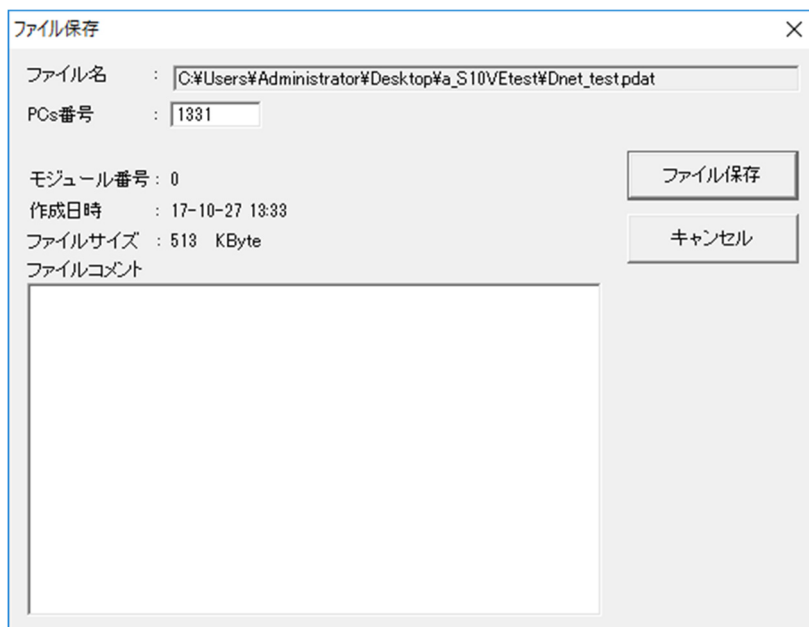 ファイル保存
ファイル名 : C:¥Users¥Administrator¥Desktop¥a_S10VEtest¥Dnet_test.pdat
PCs番号 : 1331
モジュール番号 : 0
ファイル保存
作成日時 : 17-10-27 13:33
キャンセル
ファイルサイズ : 513 KByte
ファイルコメント